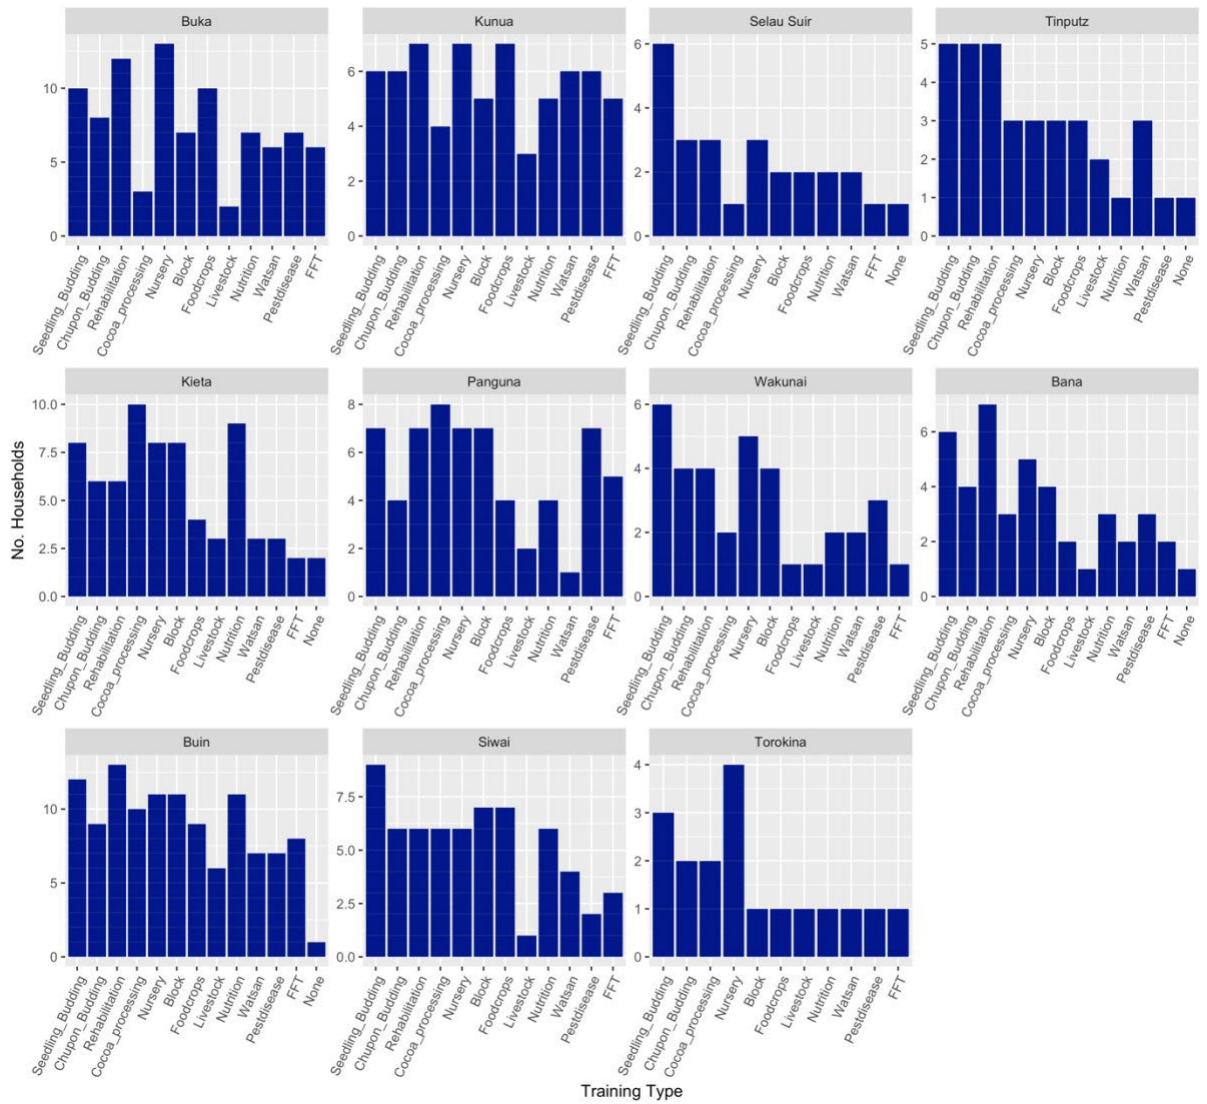 Buka
Kunua
Selau Suir
Tinputz
10
5
0
6
4
2
0
6
4
2
0
5
4
3
2
1
0
Seedling_Budding
Chupon_Budding
Rehabilitation
Cocoa_processing
Nursery
Block
Foodcrops
Livestock
Nutrition
Watsan
Pestdisease
FFT
Seedling_Budding
Chupon_Budding
Rehabilitation
Cocoa_processing
Nursery
Block
Foodcrops
Livestock
Nutrition
Watsan
Pestdisease
FFT
Seedling_Budding
Chupon_Budding
Rehabilitation
Cocoa_processing
Nursery
Block
Foodcrops
Nutrition
Watsan
FFT
None
Seedling_Budding
Chupon_Budding
Rehabilitation
Cocoa_processing
Nursery
Block
Foodcrops
Livestock
Nutrition
Watsan
Pestdisease
None
No. Households
Kieta
Panguna
Wakunai
Bana
10.0
7.5
5.0
2.5
0.0
8
6
4
2
0
6
4
2
0
6
4
2
0
Seedling_Budding
Chupon_Budding
Rehabilitation
Cocoa_processing
Nursery
Block
Foodcrops
Livestock
Nutrition
Watsan
Pestdisease
FFT
None
Seedling_Budding
Chupon_Budding
Rehabilitation
Cocoa_processing
Nursery
Block
Foodcrops
Livestock
Nutrition
Watsan
Pestdisease
FFT
Seedling_Budding
Chupon_Budding
Rehabilitation
Cocoa_processing
Nursery
Block
Foodcrops
Livestock
Nutrition
Watsan
Pestdisease
FFT
Seedling_Budding
Chupon_Budding
Rehabilitation
Cocoa_processing
Nursery
Block
Foodcrops
Livestock
Nutrition
Watsan
Pestdisease
FFT
None
Buin
Siwai
Torokina
10
5
0
7.5
5.0
2.5
0.0
4
3
2
1
0
Seedling_Budding
Chupon_Budding
Rehabilitation
Cocoa_processing
Nursery
Block
Foodcrops
Livestock
Nutrition
Watsan
Pestdisease
FFT
None
Seedling_Budding
Chupon_Budding
Rehabilitation
Cocoa_processing
Nursery
Block
Foodcrops
Livestock
Nutrition
Watsan
Pestdisease
FFT
Seedling_Budding
Chupon_Budding
Cocoa_processing
Nursery
Block
Foodcrops
Livestock
Nutrition
Watsan
Pestdisease
FFT
Training Type